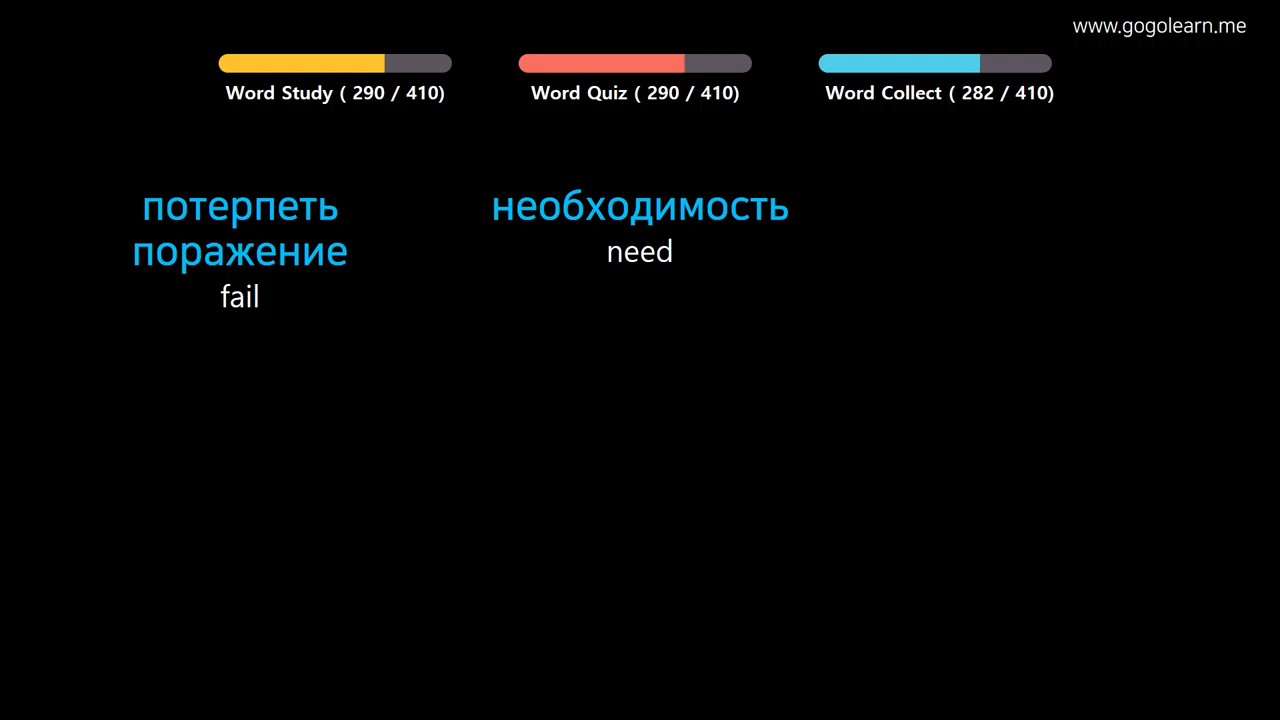 www.gogolearn.me
Word Study ( 290 / 410)
Word Quiz ( 290 / 410)
Word Collect ( 282 / 410)
потерпеть
поражение
fail
необходимость
need